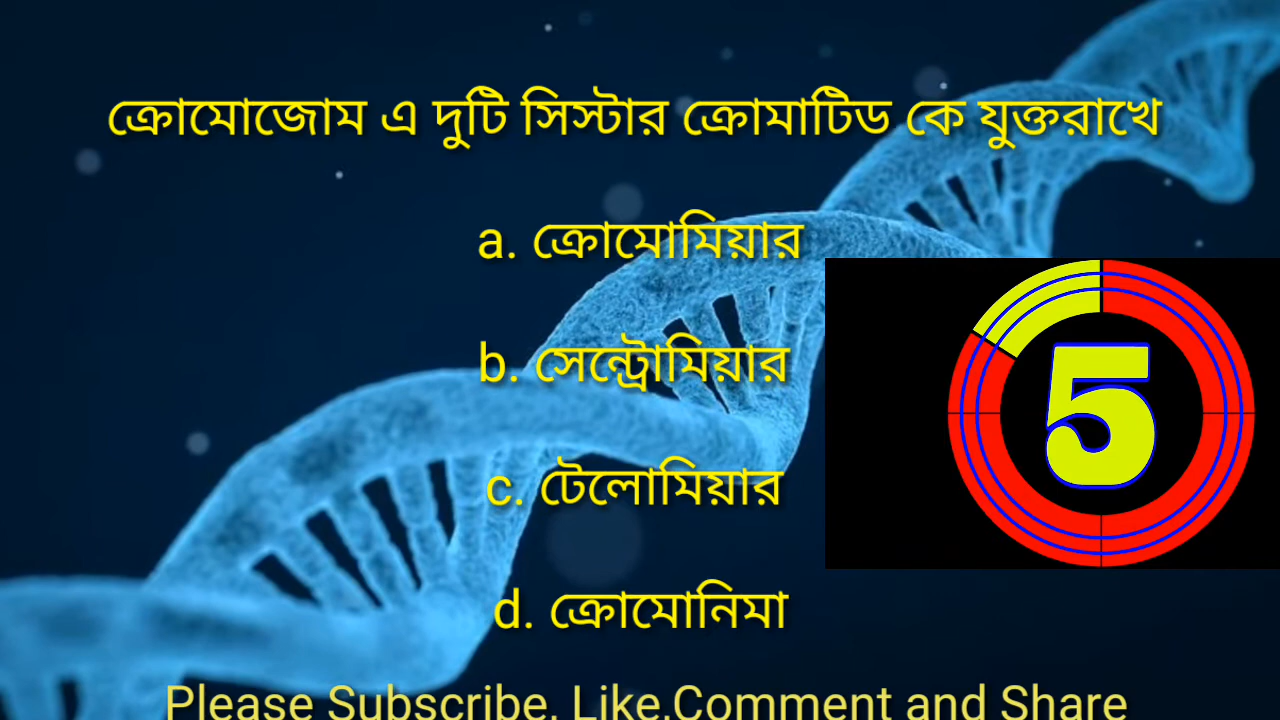 ক্রোমোজোম এ দুটি সিস্টার ক্রোমাটিড কে যুক্তরাখে
a. ক্রোমোমিয়ার
b. সেন্ট্রোমিয়ার
5
c. টেলোমিয়ার
d. ক্রোমোনিমা
Please Subscribe, Like,Comment and Share